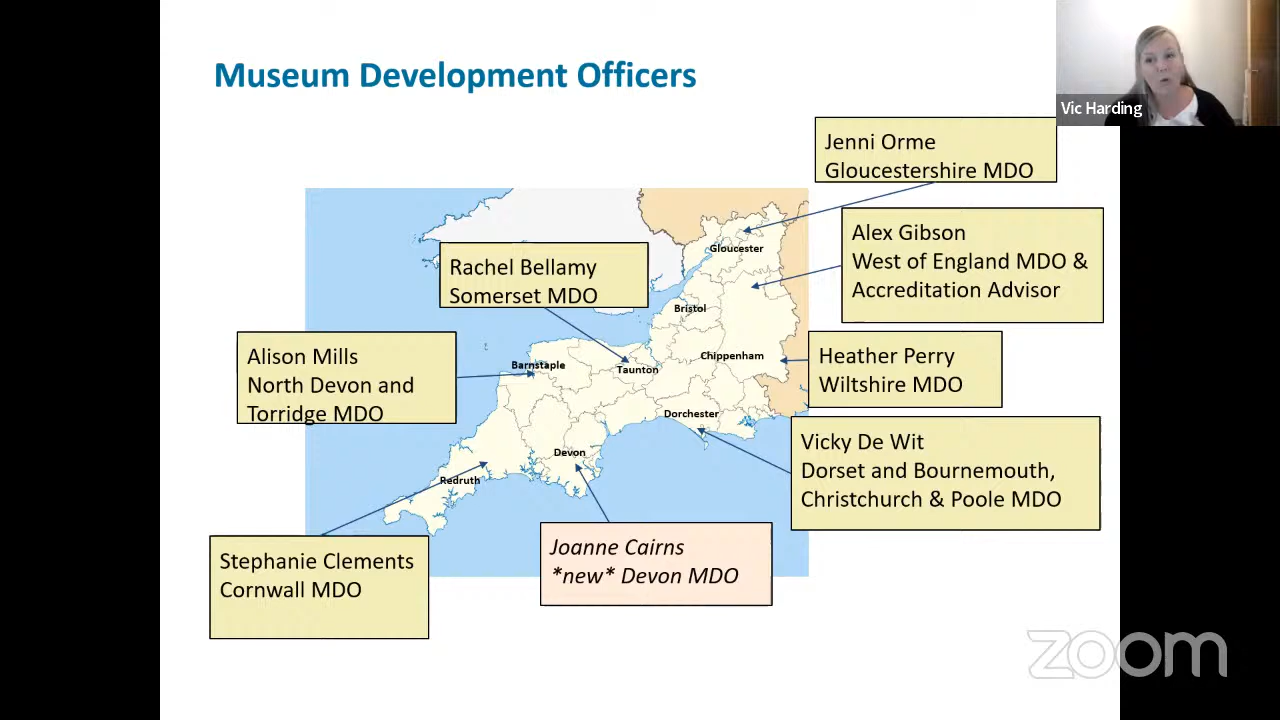 Museum Development Officers
Vic Harding
Jenni Orme
Gloucestershire MDO
Alex Gibson
West of England MDO &
Accreditation Advisor
Rachel Bellamy
Somerset MDO
Alison Mills
North Devon and
Torridge MDO
Heather Perry
Wiltshire MDO
Vicky De Wit
Dorset and Bournemouth,
Christchurch & Poole MDO
Stephanie Clements
Cornwall MDO
Joanne Cairns
*new* Devon MDO
Gloucester
Bristol
Chippenham
Barnstaple
Taunton
Dorchester
Devon
Redruth
zoom